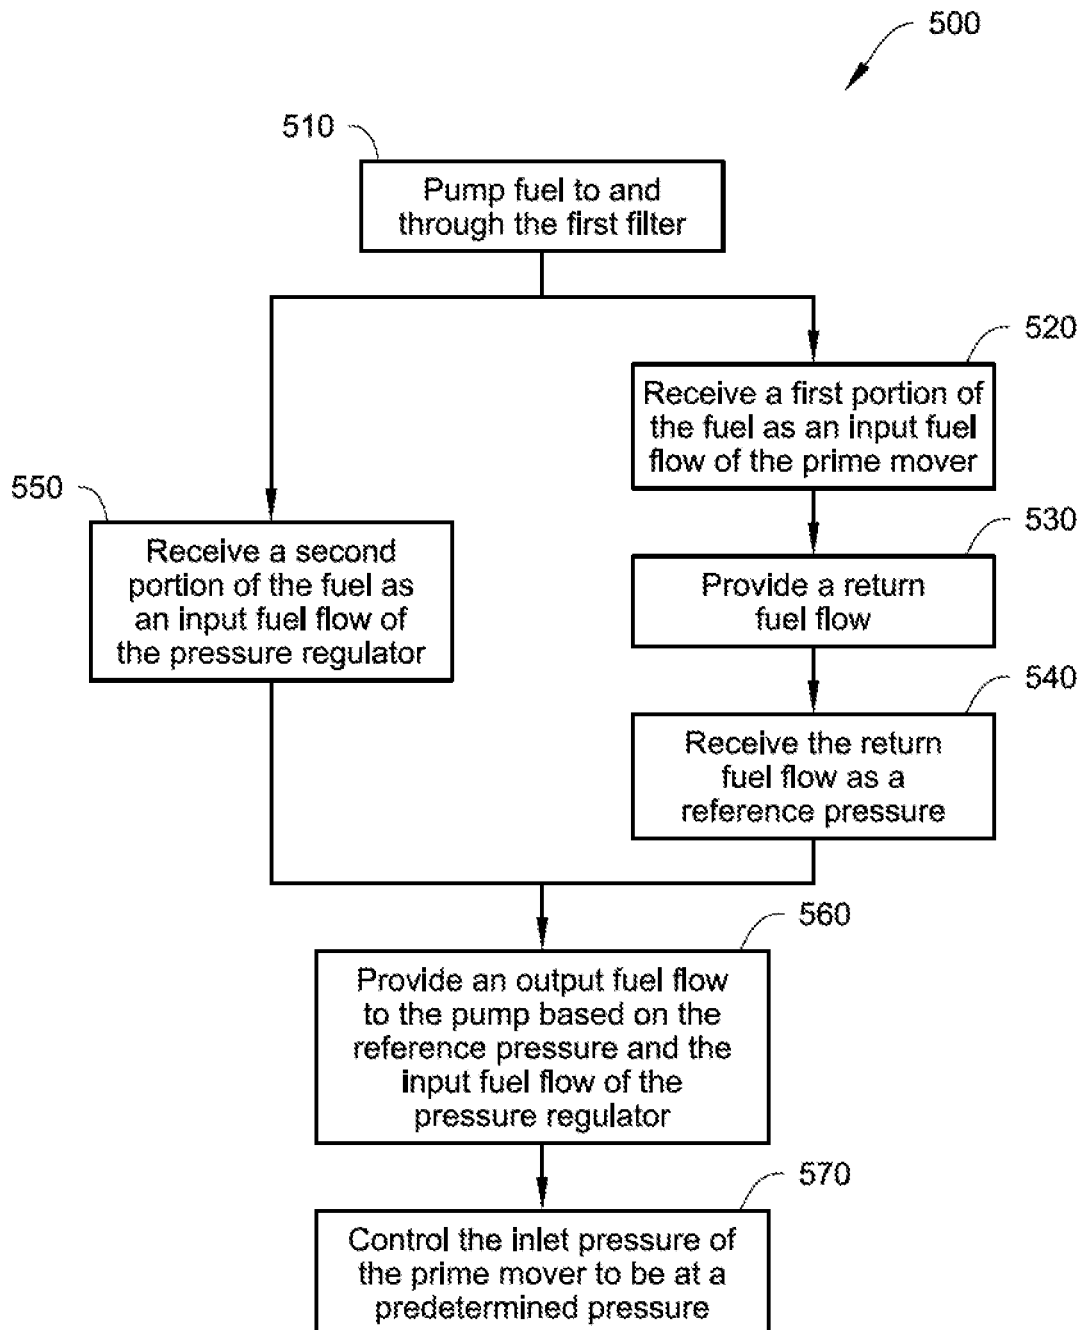 500
510
Pump fuel to and
through the first filter
520
Receive a first portion of
the fuel as an input fuel
flow of the prime mover
550
Receive a second
portion of the fuel as
an input fuel flow of
the pressure regulator
530
Provide a return
fuel flow
540
Receive the return
fuel flow as a
reference pressure
560
Provide an output fuel flow
to the pump based on the
reference pressure and the
input fuel flow of the
pressure regulator
570
Control the inlet pressure of
the prime mover to be at a
predetermined pressure